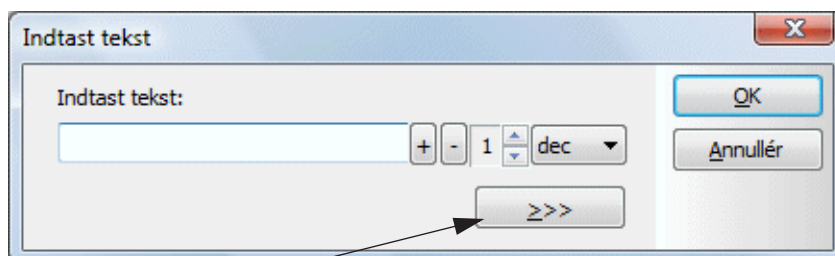 Indtast tekst
Indtast tekst:
+ - 1 dec
>>>
OK
Annullér